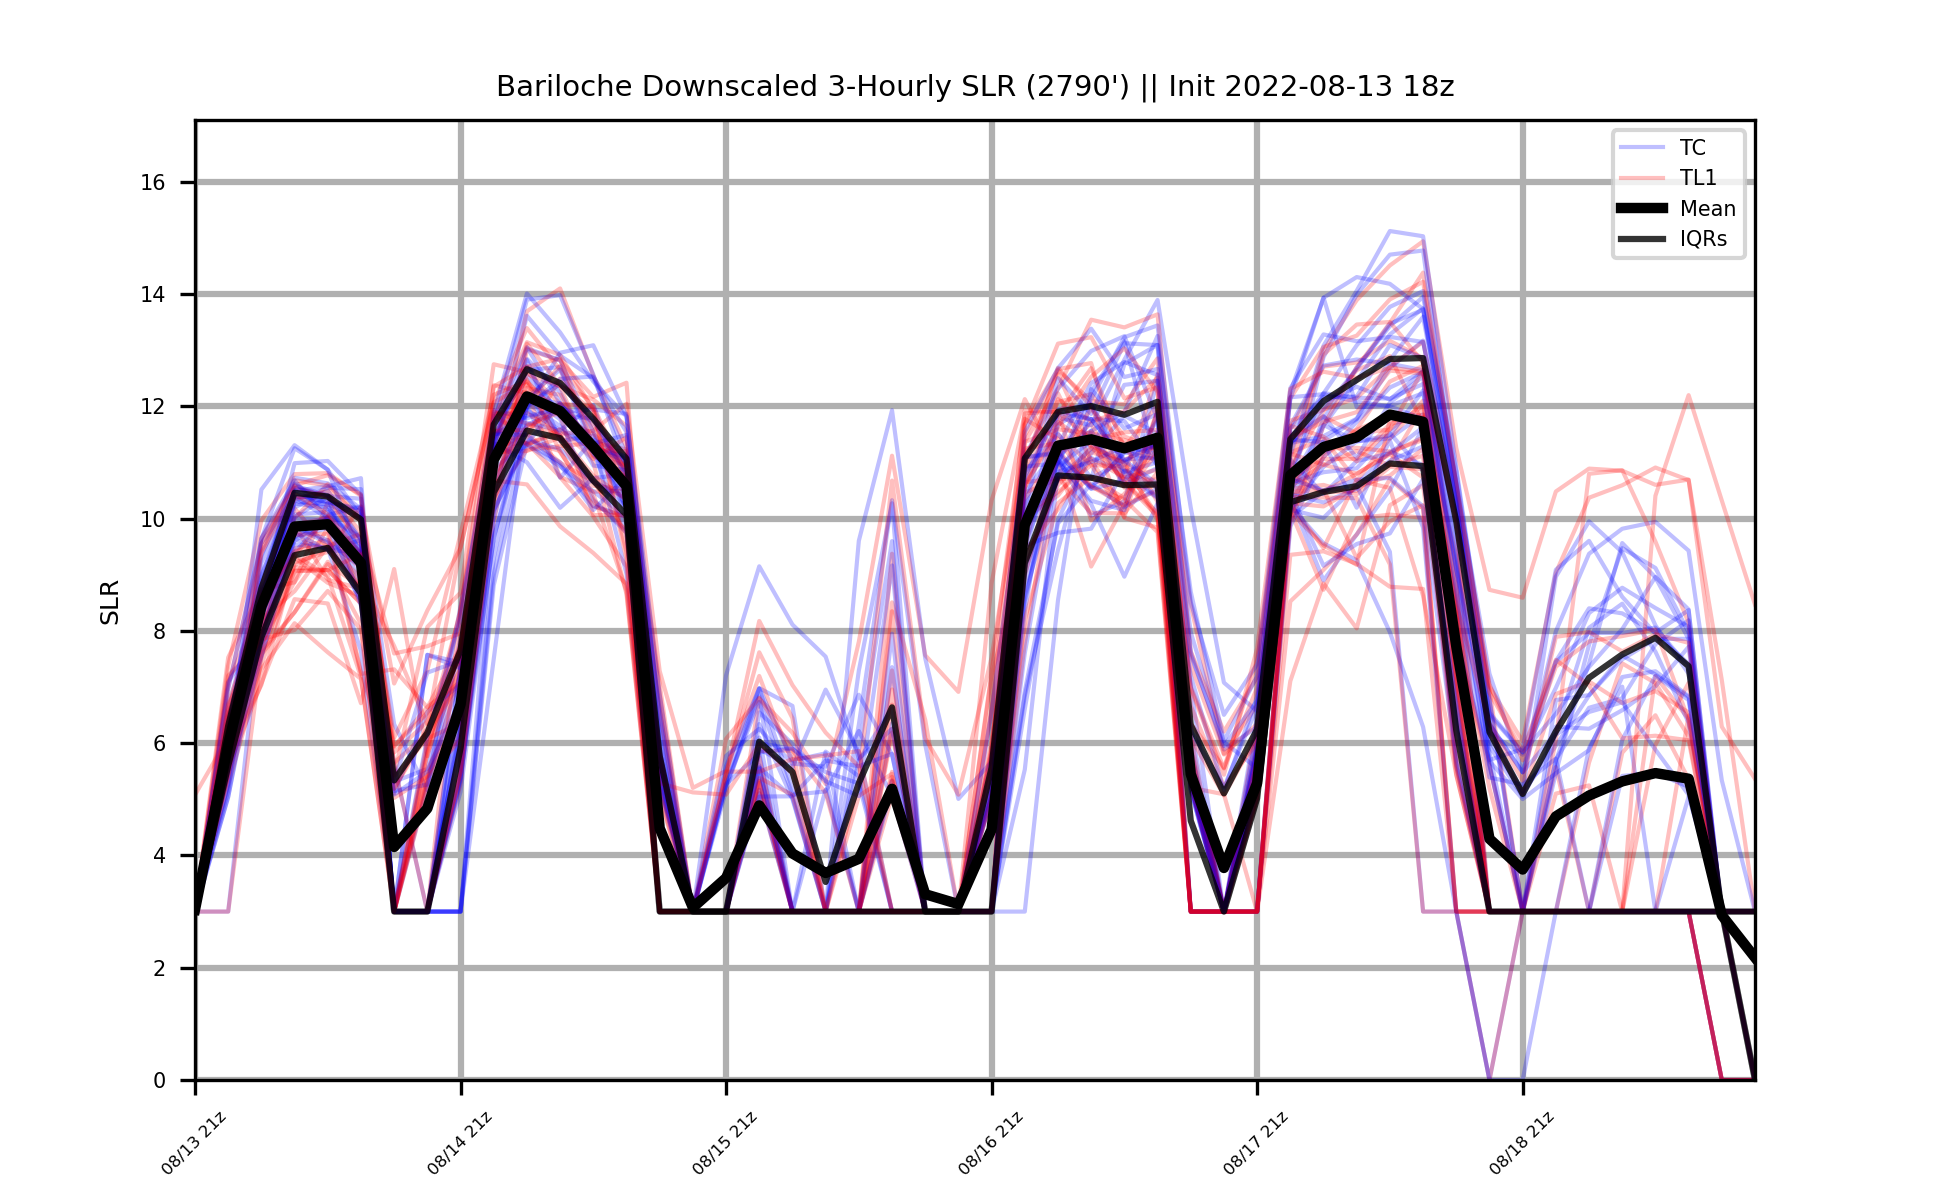 Bariloche Downscaled 3-Hourly SLR (2790') || Init 2022-08-13 18z
TC
TL1
Mean
IQRs
SLR
16
14
12
10
8
6
4
2
0
08/13 21z
08/14 21z
08/15 21z
08/16 21z
08/17 21z
08/18 21z